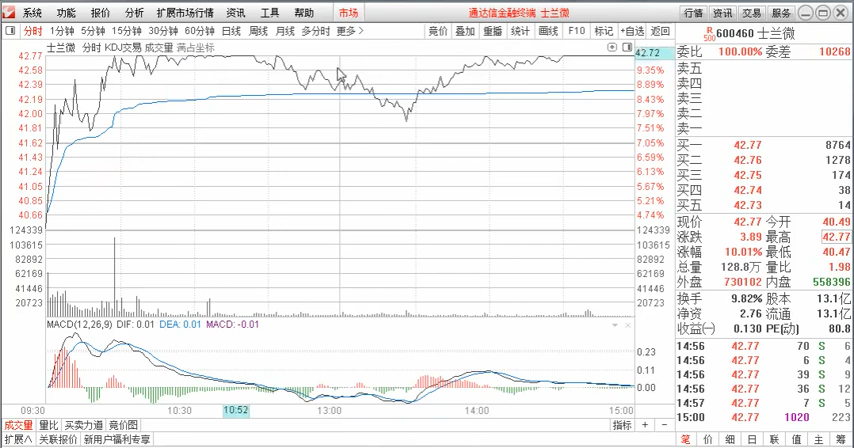 系统 功能 报价 分析 扩展市场行情 资讯 工具 帮助 市场 通达信金融终端 士兰微 行情 资讯 交易 服务
分时 1分钟 5分钟 15分钟 30分钟 60分钟 日线 周线 月线 多分时 更多> 竞价 叠加 重播 统计 画线 F10 标记 +自选 返回
R 500 600460 士兰微
士兰微 分时 KDJ交易 成交量 满占坐标
42.77 42.72
42.58 9.35%
42.39 8.89%
42.19 8.43%
42.00 7.97%
41.81 7.51%
41.62 7.05%
41.43 6.59%
41.24 6.13%
41.05 5.67%
40.85 5.21%
40.66 4.74%
124339 124339
103615 103615
82892 82892
62169 62169
41446 41446
20723 20723
MACD(12,26,9) DIF: 0.01 DEA: 0.01 MACD: -0.01
0.23
0.11
0.00
09:30 10:30 10:52 13:00 14:00 15:00
成交量 量比 买卖力道 竞价图 指标 + -
扩展∧ 关联报价 新用户福利专享
委比 100.00% 委差 10268
卖五
卖四
卖三
卖二
卖一
买一 42.77 8764
买二 42.76 1278
买三 42.75 174
买四 42.74 38
买五 42.73 14
现价 42.77 今开 40.49
涨跌 3.89 最高 42.77
涨幅 10.01% 最低 40.47
总量 128.8万 量比 1.98
外盘 730102 内盘 558396
换手 9.82% 股本 13.1亿
净资 2.76 流通 13.1亿
收益㈠ 0.130 PE(动) 80.8
14:56 42.77 70 S 6
14:56 42.77 6 S 4
14:56 42.77 39 S 9
14:56 42.77 36 S 12
14:57 42.77 7 S 5
15:00 42.77 1020 223
笔 价 细 日 联 值 主 筹